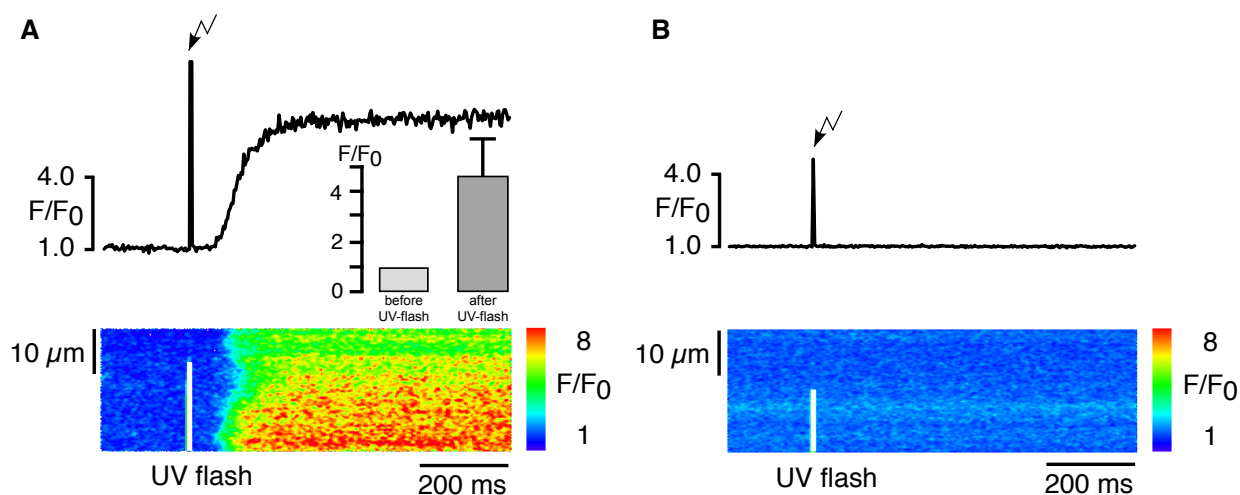 A
4.0
F/F0
1.0
F/F0
4
2
0
before
UV-flash
after
UV-flash
10 µm
8
F/F0
1
UV flash
200 ms
B
4.0
F/F0
1.0
10 µm
8
F/F0
1
UV flash
200 ms